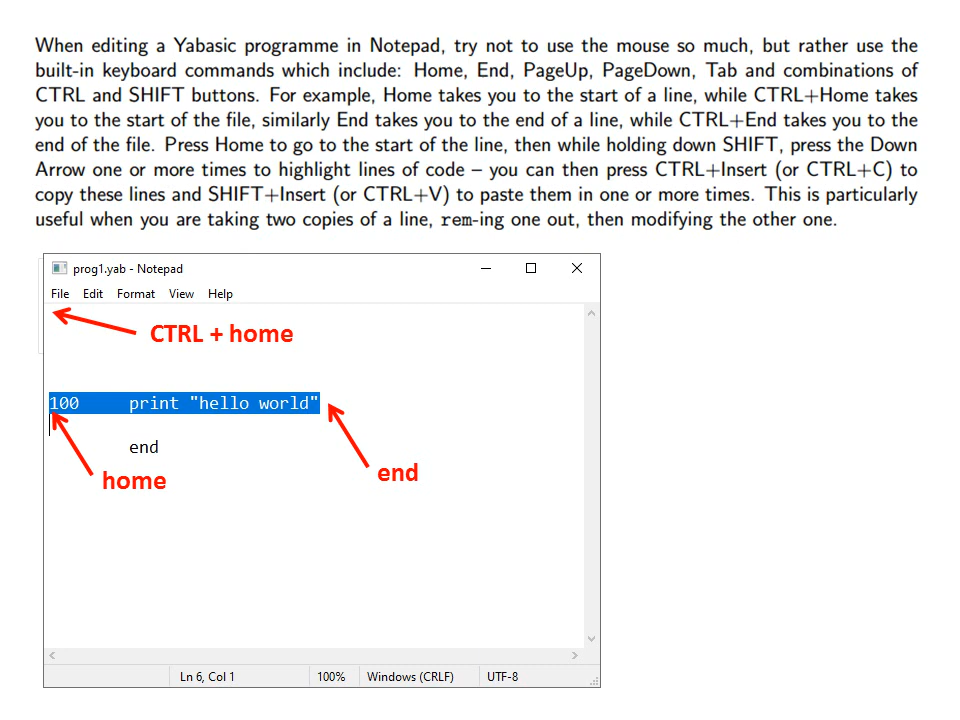 When editing a Yabasic programme in Notepad, try not to use the mouse so much, but rather use the
built-in keyboard commands which include: Home, End, PageUp, PageDown, Tab and combinations of
CTRL and SHIFT buttons. For example, Home takes you to the start of a line, while CTRL+Home takes
you to the start of the file, similarly End takes you to the end of a line, while CTRL+End takes you to the
end of the file. Press Home to go to the start of the line, then while holding down SHIFT, press the Down
Arrow one or more times to highlight lines of code – you can then press CTRL+Insert (or CTRL+C) to
copy these lines and SHIFT+Insert (or CTRL+V) to paste them in one or more times. This is particularly
useful when you are taking two copies of a line, rem-ing one out, then modifying the other one.
prog1.yab - Notepad
File Edit Format View Help
CTRL + home
100 print "hello world"
end
home
end
Ln 6, Col 1 100% Windows (CRLF) UTF-8